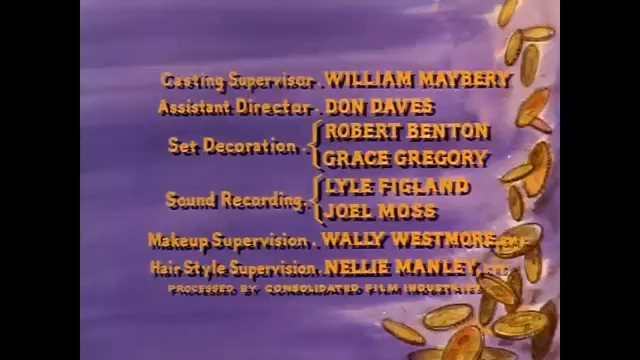 Casting Supervisor . WILLIAM MAYBERY
Assistant Director . DON DAVES
Set Decoration . { ROBERT BENTON
GRACE GREGORY
Sound Recording . { LYLE FIGLAND
JOEL MOSS
Makeup Supervision . WALLY WESTMORE,
Hair Style Supervision . NELLIE MANLEY,
PROCESSED BY CONSOLIDATED FILM INDUSTRIES